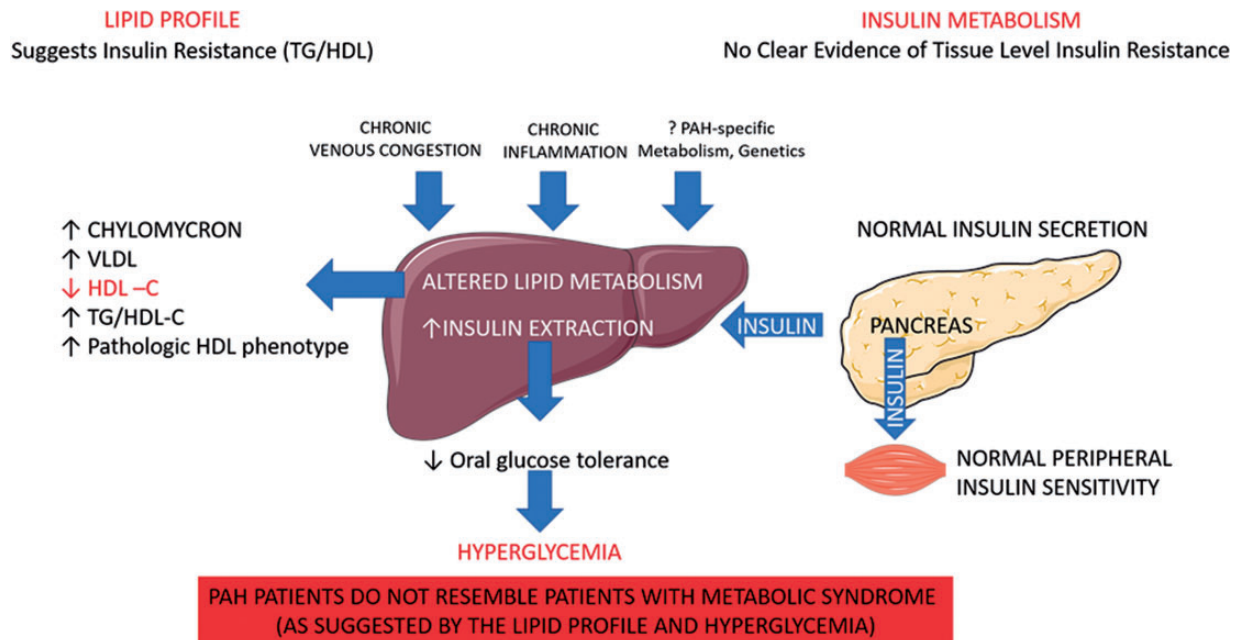 LIPID PROFILE
Suggests Insulin Resistance (TG/HDL)
INSULIN METABOLISM
No Clear Evidence of Tissue Level Insulin Resistance
CHRONIC
VENOUS CONGESTION
CHRONIC
INFLAMMATION
? PAH-specific
Metabolism, Genetics
↑ CHYLOMYCRON
↑ VLDL
↓ HDL –C
↑ TG/HDL-C
↑ Pathologic HDL phenotype
ALTERED LIPID METABOLISM
↑INSULIN EXTRACTION
INSULIN
NORMAL INSULIN SECRETION
PANCREAS
INSULIN
NORMAL PERIPHERAL
INSULIN SENSITIVITY
↓ Oral glucose tolerance
HYPERGLYCEMIA
PAH PATIENTS DO NOT RESEMBLE PATIENTS WITH METABOLIC SYNDROME
(AS SUGGESTED BY THE LIPID PROFILE AND HYPERGLYCEMIA)